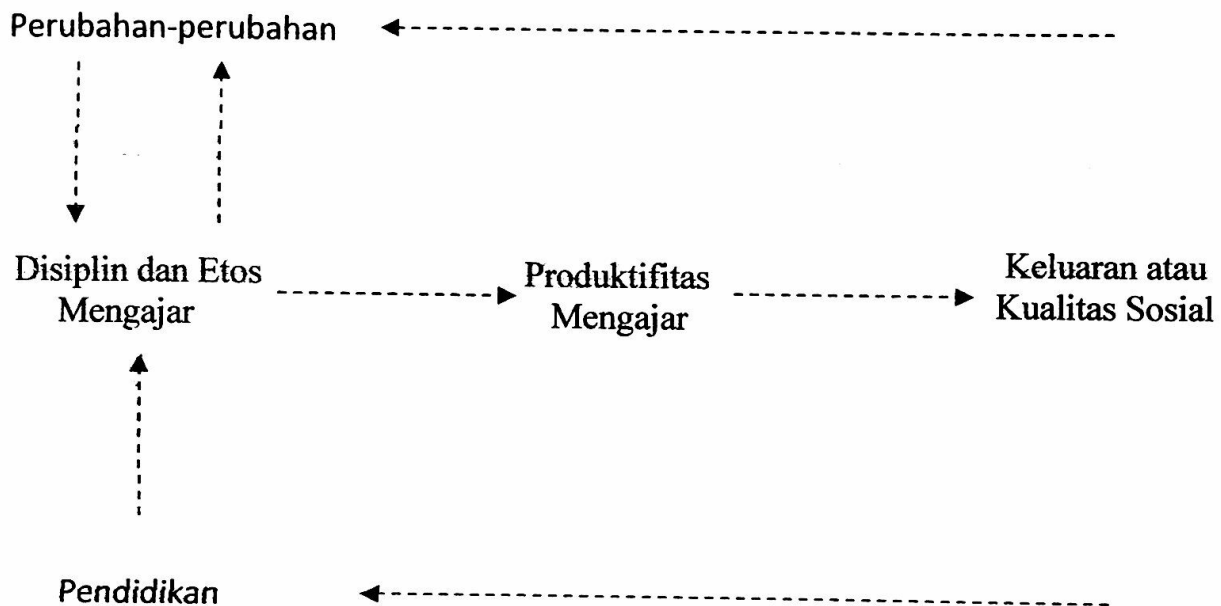 Perubahan-perubahan
Disiplin dan Etos
Mengajar
Produktifitas
Mengajar
Keluaran atau
Kualitas Sosial
Pendidikan